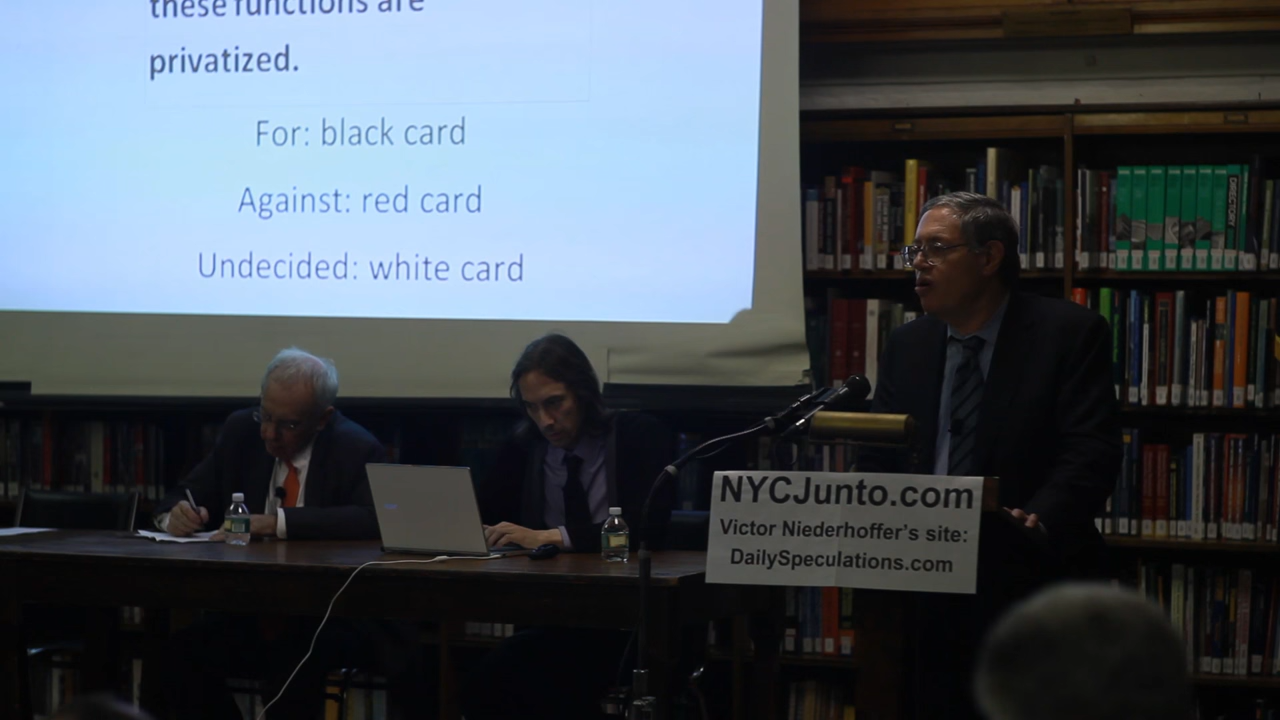 these functions are
privatized.
For: black card
Against: red card
Undecided: white card
DIRECTORY
NYCJunto.com
Victor Niederhoffer's site:
DailySpeculations.com